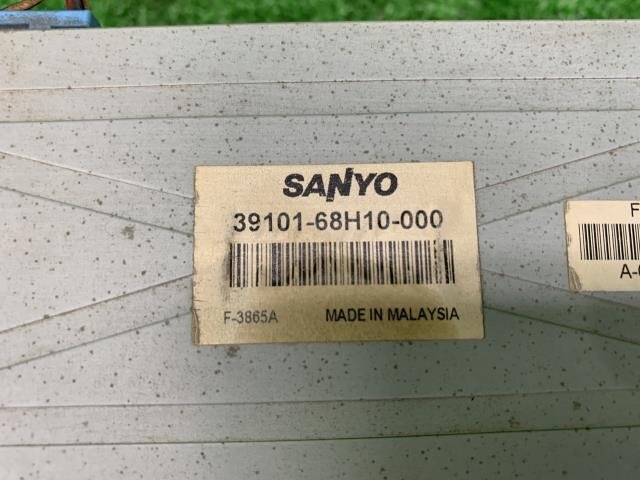 SANYO
39101-68H10-000
F-3865A MADE IN MALAYSIA
F
A-